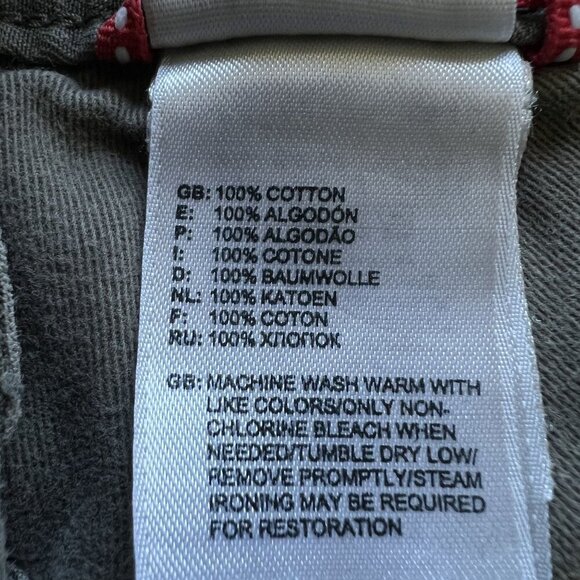 GB: 100% COTTON
E: 100% ALGODÓN
P: 100% ALGODÃO
I: 100% COTONE
D: 100% BAUMWOLLE
NL: 100% KATOEN
F: 100% COTON
RU: 100% ХЛОПОК
GB: MACHINE WASH WARM WITH
LIKE COLORS/ONLY NON-
CHLORINE BLEACH WHEN
NEEDED/TUMBLE DRY LOW/
REMOVE PROMPTLY/STEAM
IRONING MAY BE REQUIRED
FOR RESTORATION